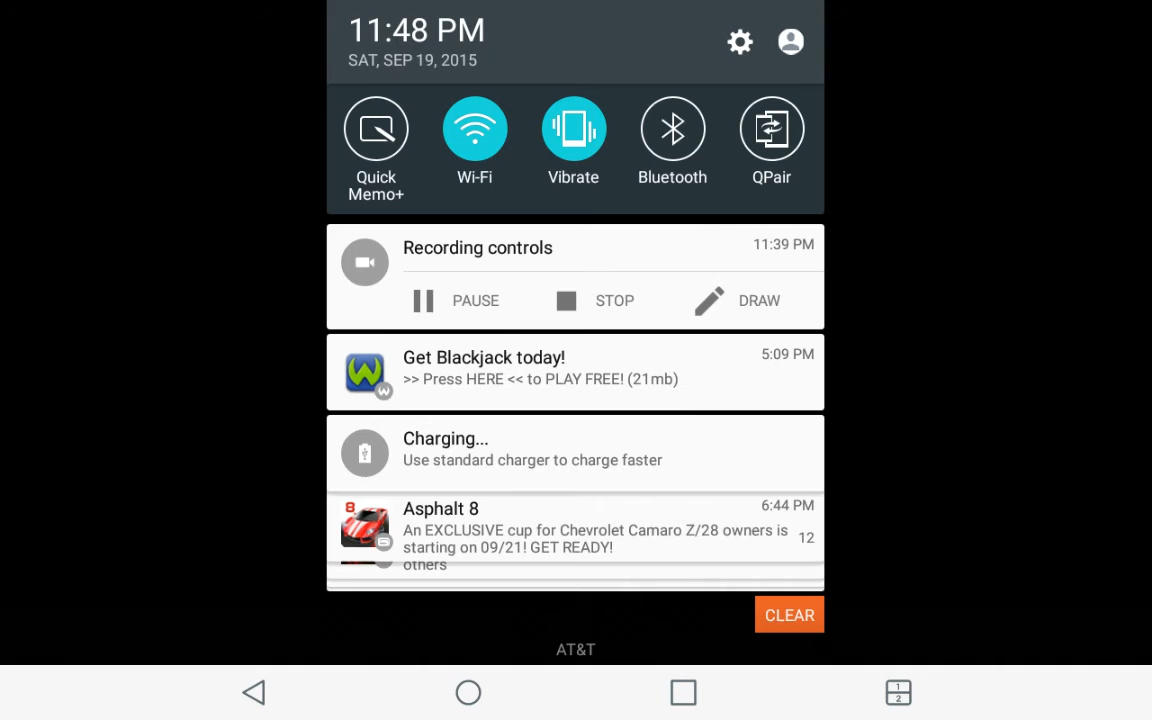 11:48 PM
SAT, SEP 19, 2015
Quick
Memo+
Wi-Fi
Vibrate
Bluetooth
QPair
Recording controls
11:39 PM
PAUSE
STOP
DRAW
Get Blackjack today!
5:09 PM
>> Press HERE << to PLAY FREE! (21mb)
Charging...
Use standard charger to charge faster
8
Asphalt 8
6:44 PM
An EXCLUSIVE cup for Chevrolet Camaro Z/28 owners is
starting on 09/21! GET READY!
12
others
CLEAR
AT&T
1
2